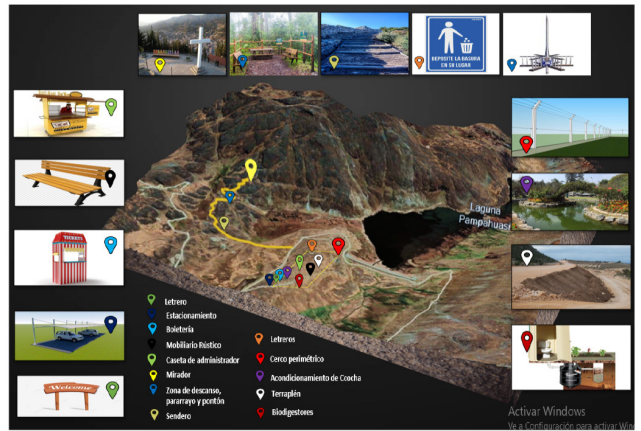 DEPOSITE LA BASURA
EN SU LUGAR
TICKETS
Welcome
Laguna
Pampahuasi
Letrero
Estacionamiento
Boletería
Mobiliario Rústico
Caseta de administrador
Mirador
Zona de descanso,
pararrayo y pontón
Sendero
Letreros
Cerco perimétrico
Acondicionamiento de Ccocha
Terraplén
Biodigestores
Activar Windows
Ve a Configuración para activar Win